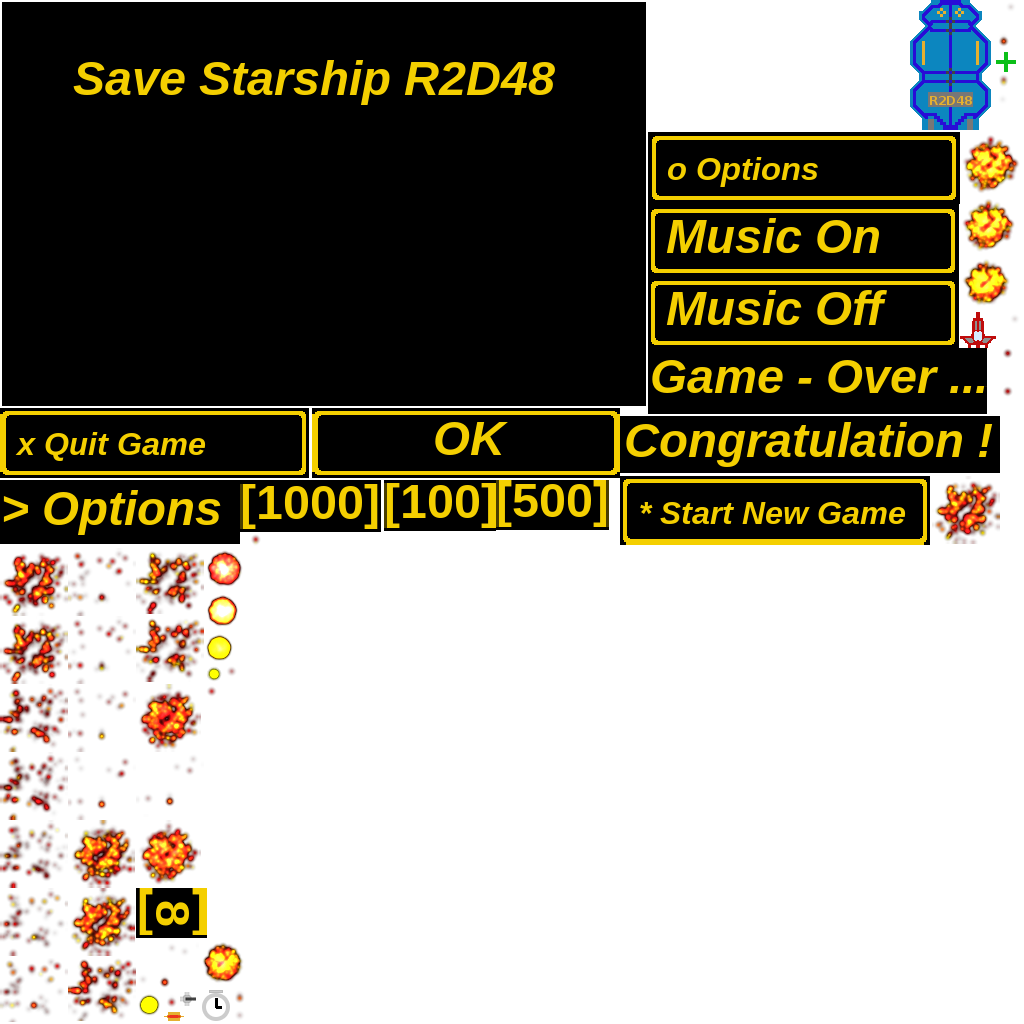 Save Starship R2D48
R2D48
o Options
Music On
Music Off
Game - Over ...
x Quit Game
OK
Congratulation !
> Options
[1000]
[100]
[500]
* Start New Game
[8]